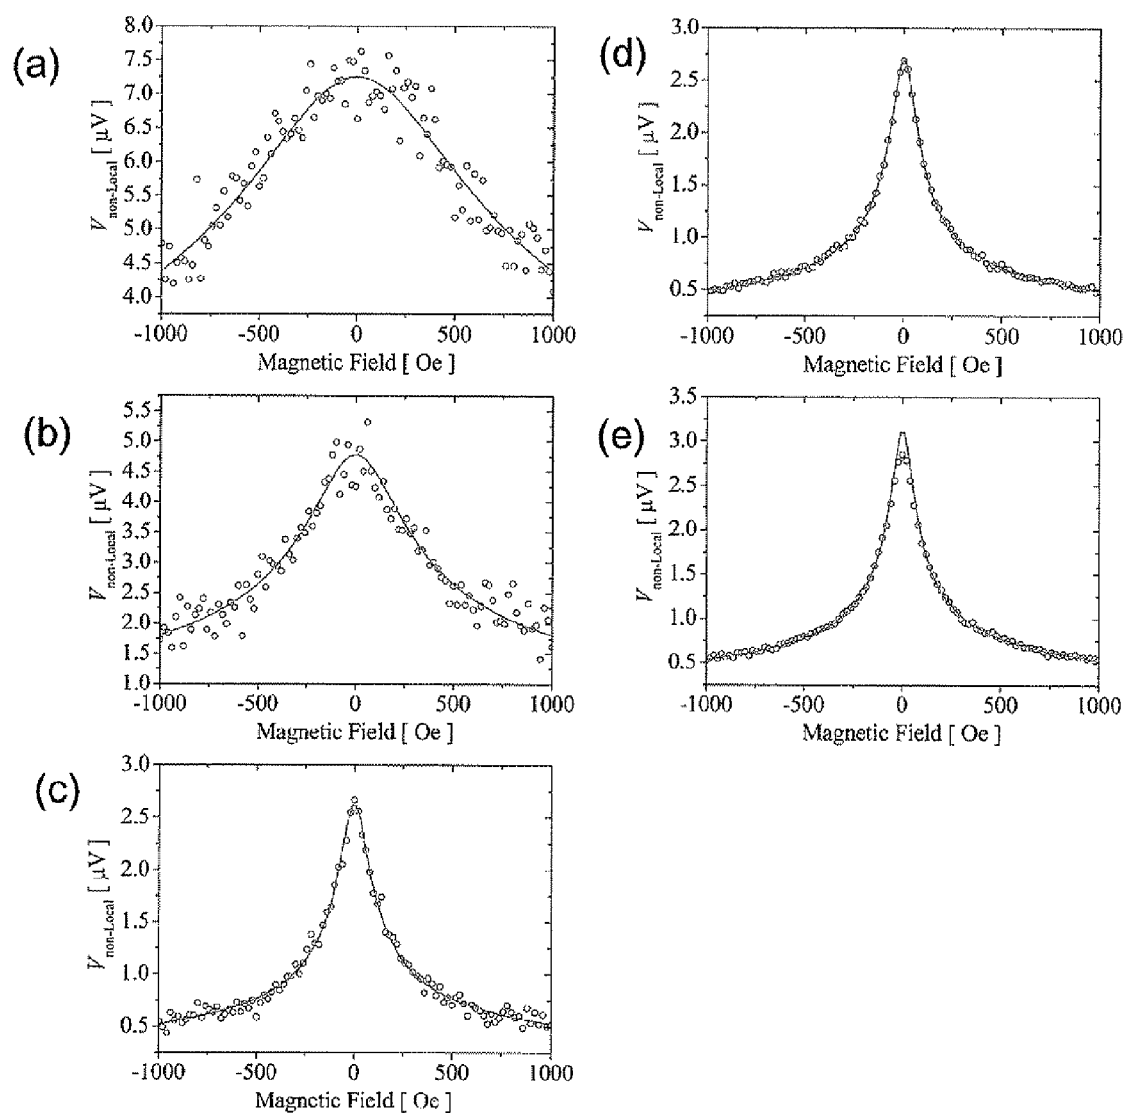 (a)
8.0
7.5
7.0
6.5
6.0
5.5
5.0
4.5
4.0
V non-Local [ μV ]
-1000 -500 0 500 1000
Magnetic Field [ Oe ]
(b)
5.5
5.0
4.5
4.0
3.5
3.0
2.5
2.0
1.5
1.0
V non-Local [ μV ]
-1000 -500 0 500 1000
Magnetic Field [ Oe ]
(c)
3.0
2.5
2.0
1.5
1.0
0.5
V non-Local [ μV ]
-1000 -500 0 500 1000
Magnetic Field [ Oe ]
(d)
3.0
2.5
2.0
1.5
1.0
0.5
V non-Local [ μV ]
-1000 -500 0 500 1000
Magnetic Field [ Oe ]
(e)
3.5
3.0
2.5
2.0
1.5
1.0
0.5
V non-Local [ μV ]
-1000 -500 0 500 1000
Magnetic Field [ Oe ]